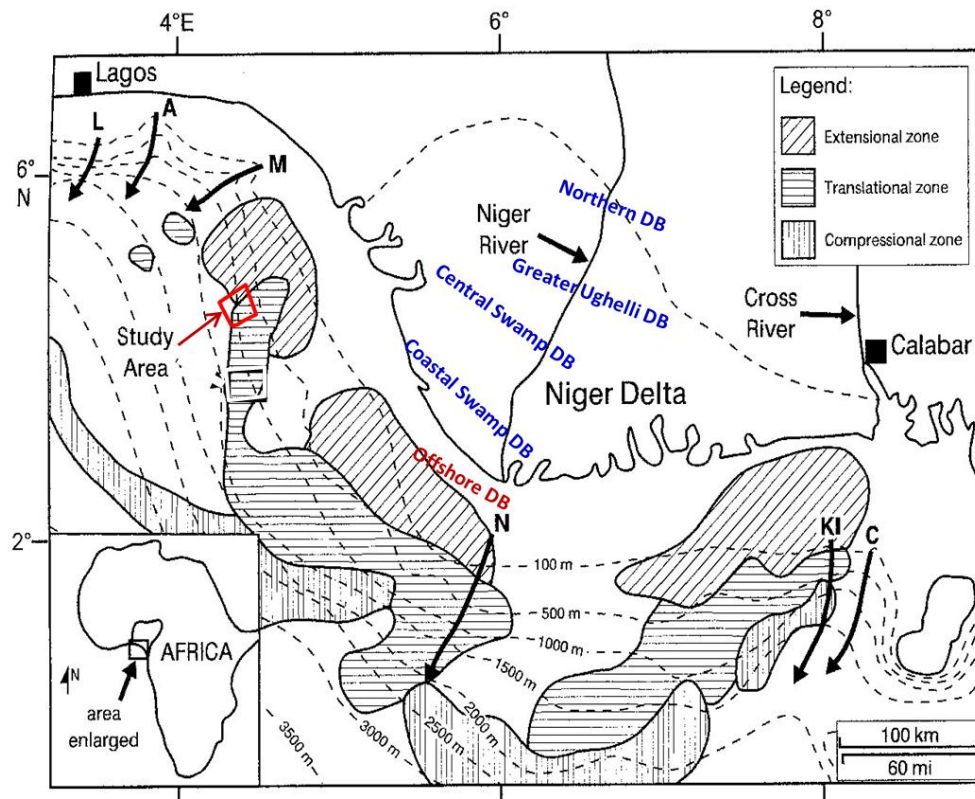 4°E
6°
8°
Lagos
L
A
M
6°
N
Legend:
Extensional zone
Translational zone
Compressional zone
Northern DB
Niger
River
Greater Ughelli DB
Central Swamp DB
Cross
River
Study
Area
Calabar
Coastal Swamp DB
Niger Delta
Offshore DB
N
KI
C
2°
100 m
500 m
1000 m
1500 m
2000 m
2500 m
3000 m
3500 m
AFRICA
N
area
enlarged
100 km
60 mi